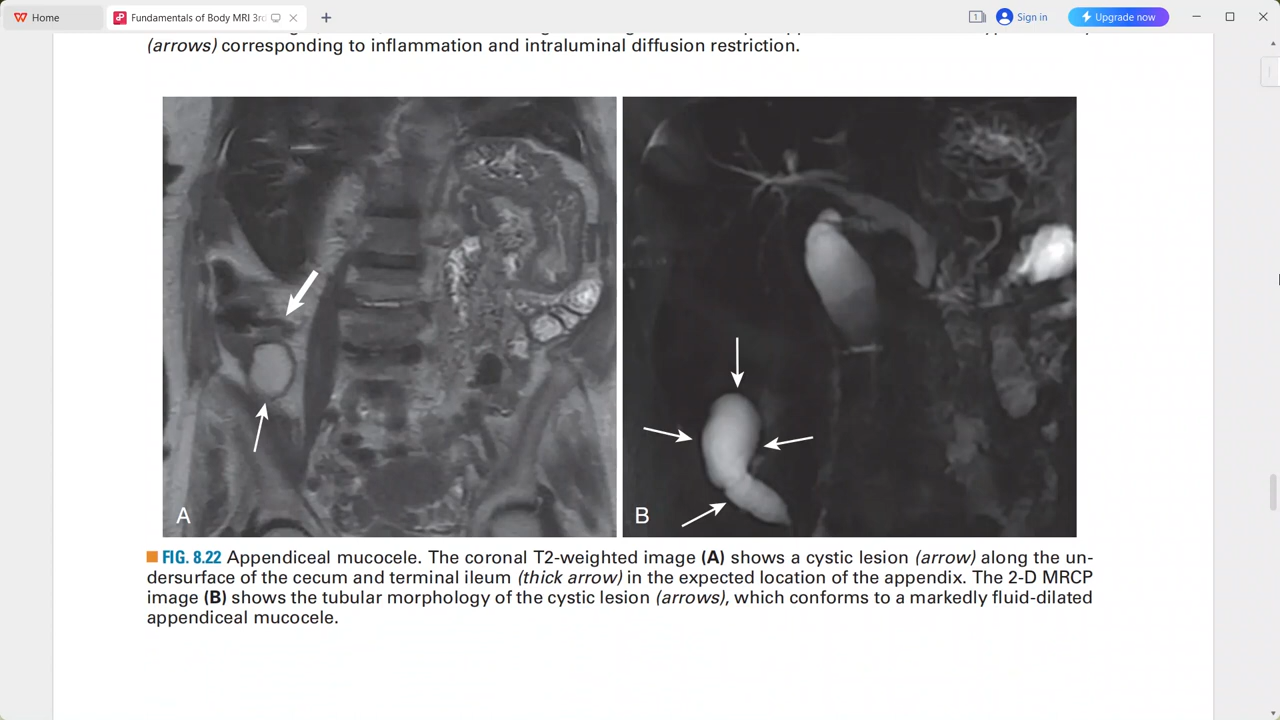 Home
Fundamentals of Body MRI 3rd
1
Sign in
Upgrade now
(arrows) corresponding to inflammation and intraluminal diffusion restriction.
A
B
FIG. 8.22 Appendiceal mucocele. The coronal T2-weighted image (A) shows a cystic lesion (arrow) along the un-
dersurface of the cecum and terminal ileum (thick arrow) in the expected location of the appendix. The 2-D MRCP
image (B) shows the tubular morphology of the cystic lesion (arrows), which conforms to a markedly fluid-dilated
appendiceal mucocele.